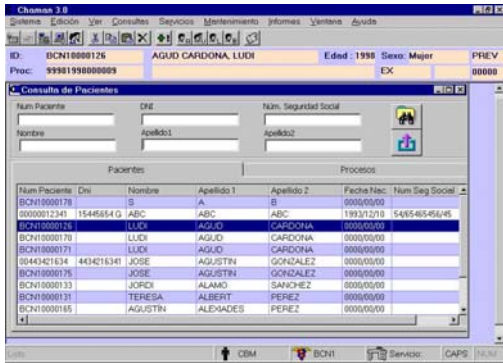 Chaman 3.0
Sistema Edición Ver Consultas Servicios Mantenimiento Informes Ventana Ayuda
ID: BCN10000126 AGUD CARDONA, LUDI Edad : 1998 Sexo: Mujer PREV
Proc: 99901998000009 EX 00000
Consulta de Pacientes
Num Paciente DNI Núm. Seguridad Social
Nombre Apellido1 Apellido2
Pacientes Procesos
Num Paciente Dni Nombre Apellido 1 Apellido 2 Fecha Nac. Num Seg Social
BCN10000178 S A B 0000/00/00
00000012341 15445654 G ABC ABC ABC 1993/12/10 54/65465456/45
BCN10000126 LUDI AGUD CARDONA 0000/00/00
BCN10000170 LUDI AGUD CARDONA 0000/00/00
BCN10000171 LUDI AGUD CARDONA 0000/00/00
00443421634 4434216341 JOSE AGUSTIN GONZALEZ 0000/00/00
BCN10000175 JOSE AGUSTIN GONZALEZ 0000/00/00
BCN10000133 JORDI ALAMO SANCHEZ 0000/00/00
BCN10000131 TERESA ALBERT PEREZ 0000/00/00
BCN10000165 AGUSTÍN ALEXIADES PEREZ 0000/00/00
Listo CBM BCN1 Servicio: CAPS NUM